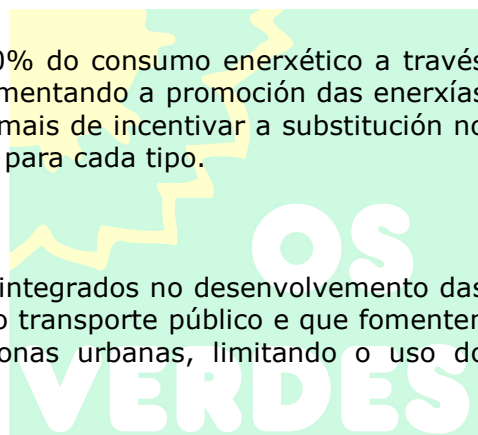 0% do consumo enerxético a través
mentando a promoción das enerxías
mais de incentivar a substitución no
para cada tipo.
OS
integrados no desenvolvemento das
o transporte público e que fomenten
onas urbanas, limitando o uso do
VERDES